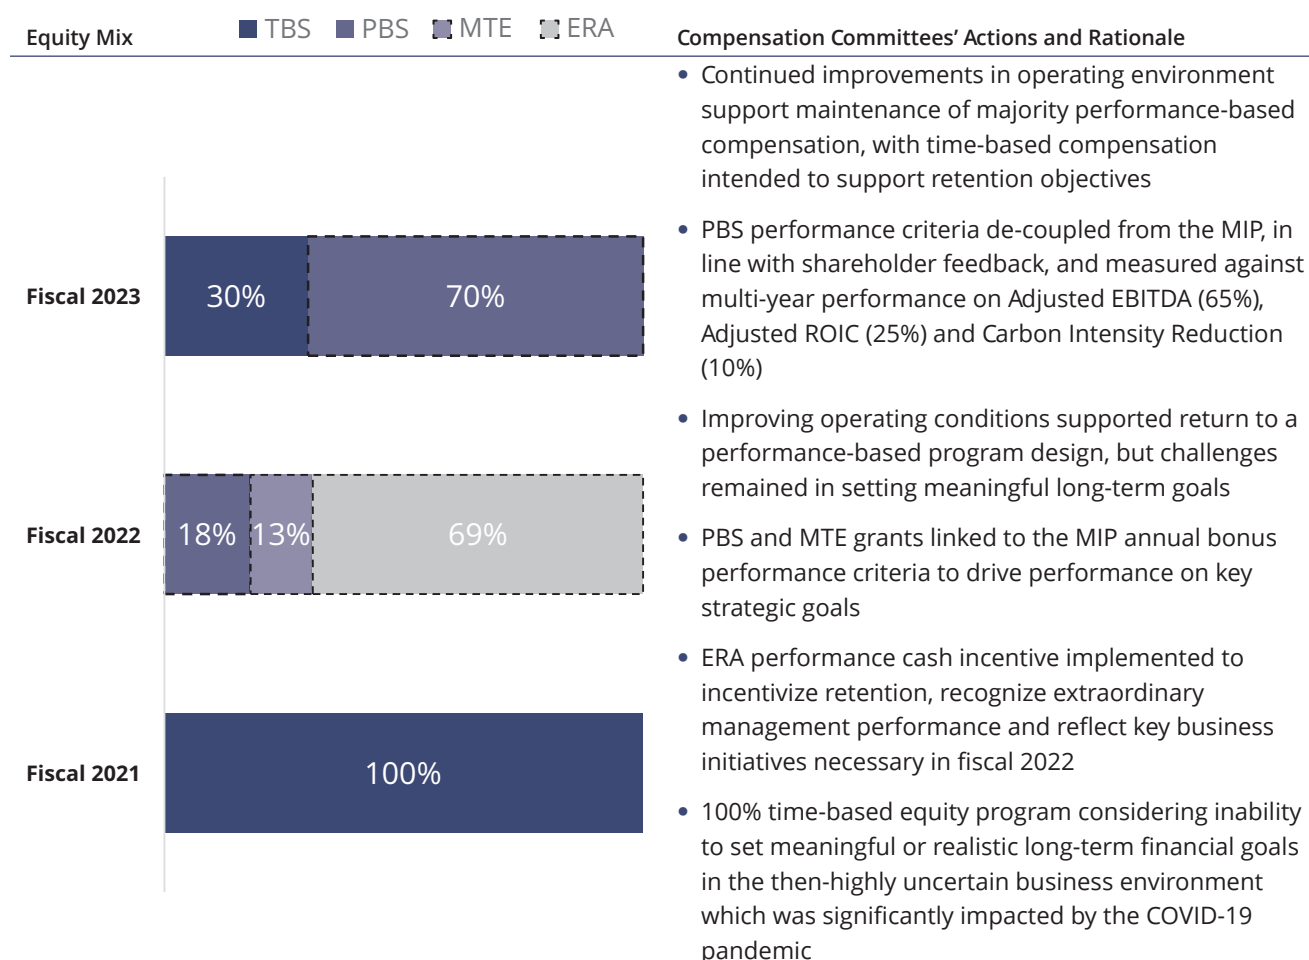 Equity Mix
TBS PBS MTE ERA
Compensation Committees’ Actions and Rationale
Fiscal 2023
30%
70%
Fiscal 2022
18%
13%
69%
Fiscal 2021
100%
• Continued improvements in operating environment
support maintenance of majority performance-based
compensation, with time-based compensation
intended to support retention objectives
• PBS performance criteria de-coupled from the MIP, in
line with shareholder feedback, and measured against
multi-year performance on Adjusted EBITDA (65%),
Adjusted ROIC (25%) and Carbon Intensity Reduction
(10%)
• Improving operating conditions supported return to a
performance-based program design, but challenges
remained in setting meaningful long-term goals
• PBS and MTE grants linked to the MIP annual bonus
performance criteria to drive performance on key
strategic goals
• ERA performance cash incentive implemented to
incentivize retention, recognize extraordinary
management performance and reflect key business
initiatives necessary in fiscal 2022
• 100% time-based equity program considering inability
to set meaningful or realistic long-term financial goals
in the then-highly uncertain business environment
which was significantly impacted by the COVID-19
pandemic